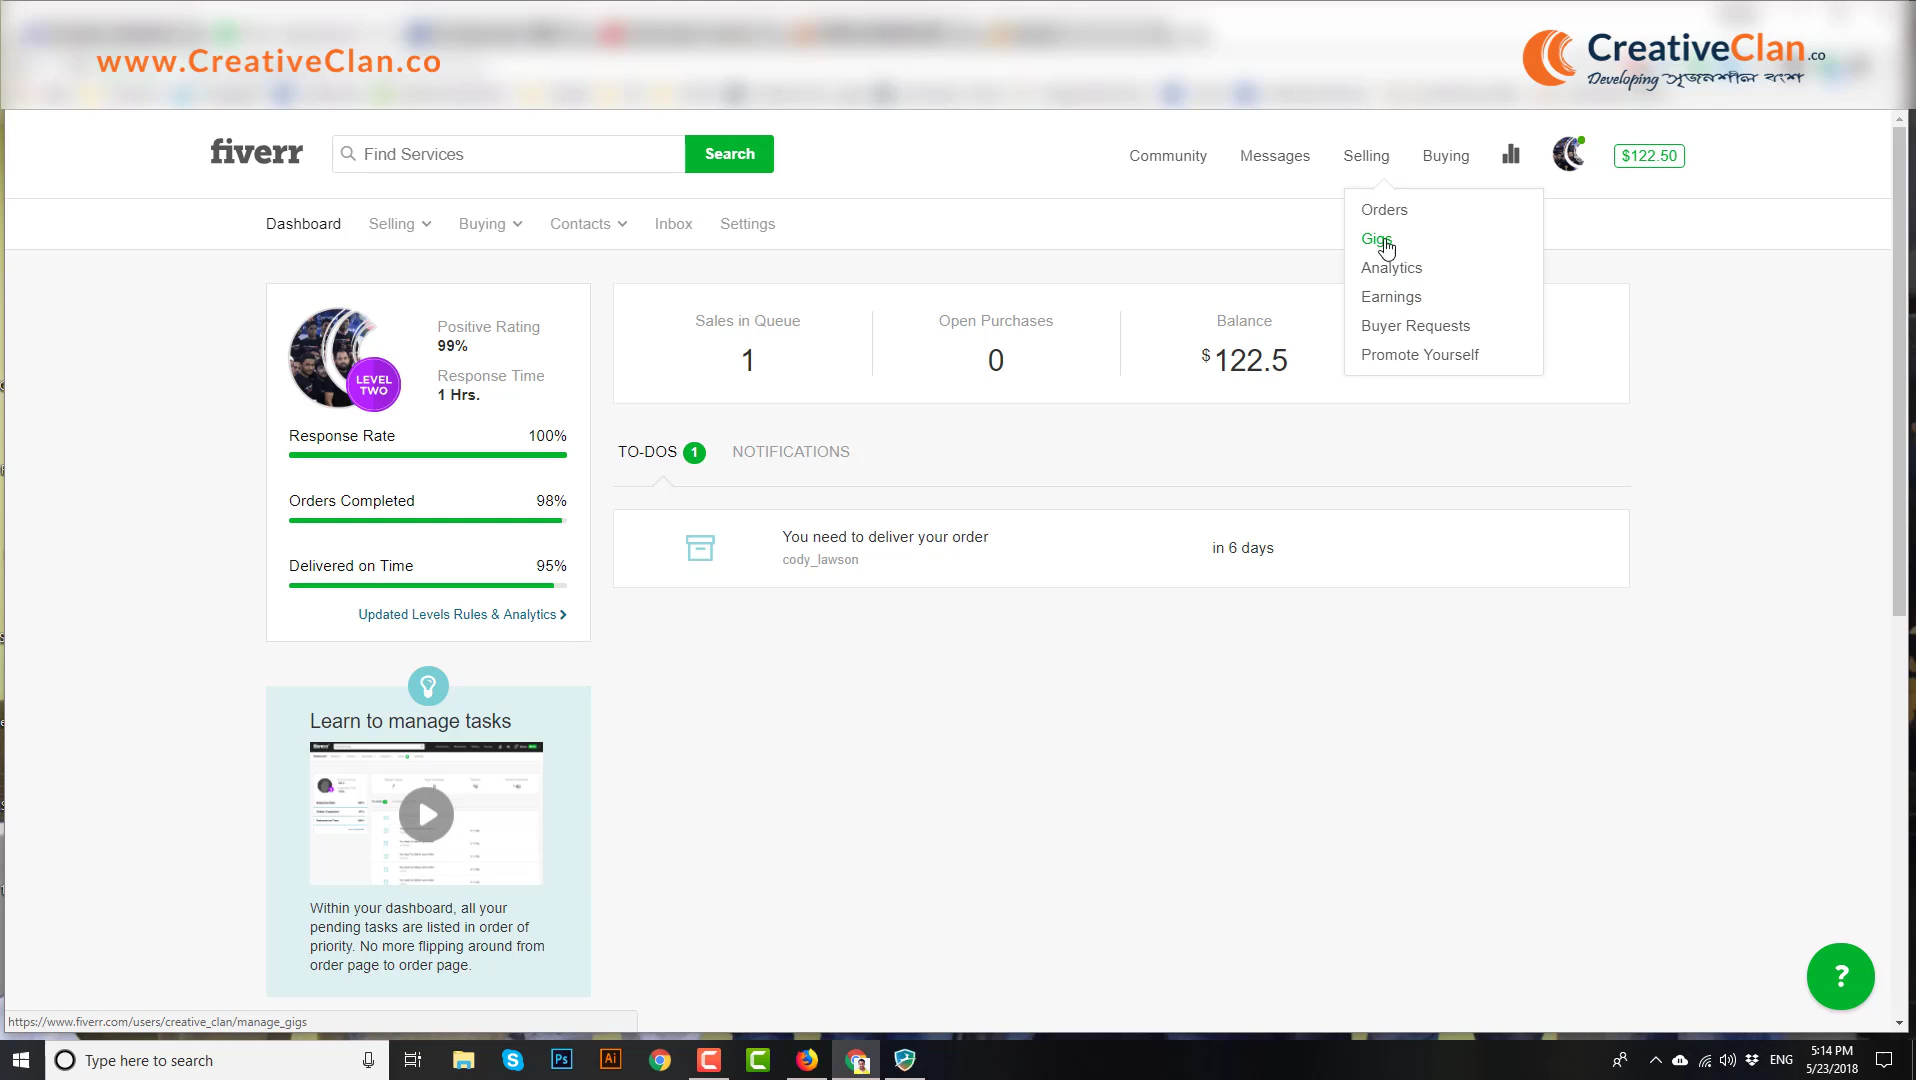 www.CreativeClan.co
CreativeClan.co
Developing সৃজনশীল বংশ
fiverr
Find Services
Search
Community
Messages
Selling
Buying
$122.50
Orders
Gigs
Analytics
Earnings
Buyer Requests
Promote Yourself
Dashboard
Selling
Buying
Contacts
Inbox
Settings
LEVEL
TWO
Positive Rating
99%
Response Time
1 Hrs.
Response Rate 100%
Orders Completed 98%
Delivered on Time 95%
Updated Levels Rules & Analytics
Sales in Queue
1
Open Purchases
0
Balance
$122.5
TO-DOS 1
NOTIFICATIONS
You need to deliver your order
cody_lawson
in 6 days
Learn to manage tasks
Within your dashboard, all your
pending tasks are listed in order of
priority. No more flipping around from
order page to order page.
?
https://www.fiverr.com/users/creative_clan/manage_gigs
Type here to search
Ps
Ai
ENG
5:14 PM
5/23/2018